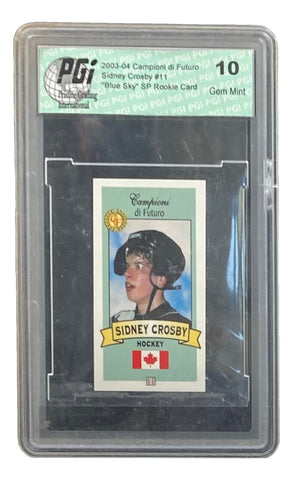 PGI
Premier Grading
International
2003-04 Campioni di Futuro
Sidney Crosby #11
"Blue Sky" SP Rookie Card
10
Gem Mint
Campioni
di Futuro
SIDNEY CROSBY
HOCKEY
11